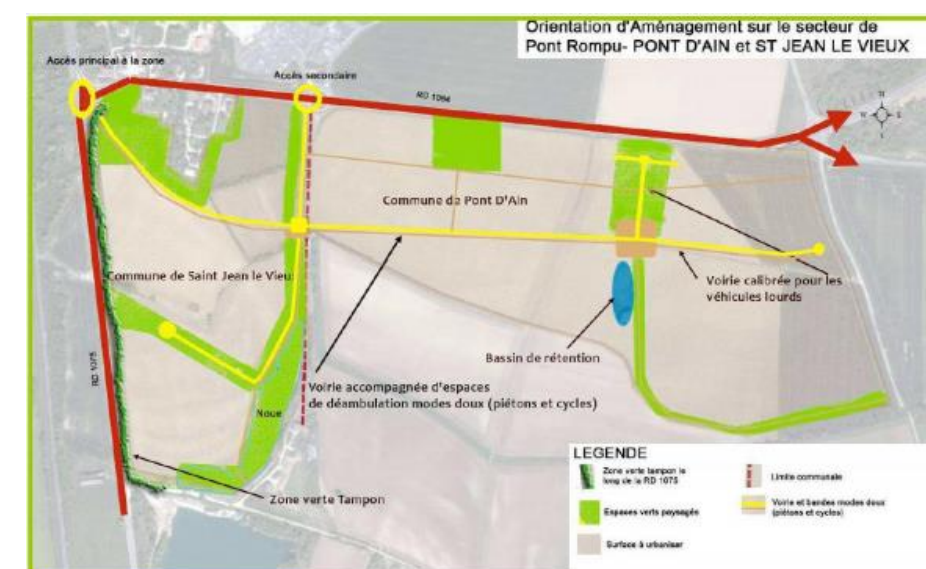 Orientation d'Aménagement sur le secteur de
Pont Rompu- PONT D'AIN et ST JEAN LE VIEUX
Accès principal à la zone
Accès secondaire
RD 1084
N
W
E
S
Commune de Pont D'Ain
Commune de Saint Jean le Vieu
Voirie calibrée pour les
véhicules lourds
Bassin de rétention
RD 1075
Voirie accompagnée d'espaces
de déambulation modes doux (piétons et cycles)
Noue
Zone verte Tampon
LEGENDE
Zone verte tampon le
long de la RD 1075
Limite communale
Espaces verts paysagés
Voirie et bandes modes doux
(piétons et cycles)
Surface à urbaniser